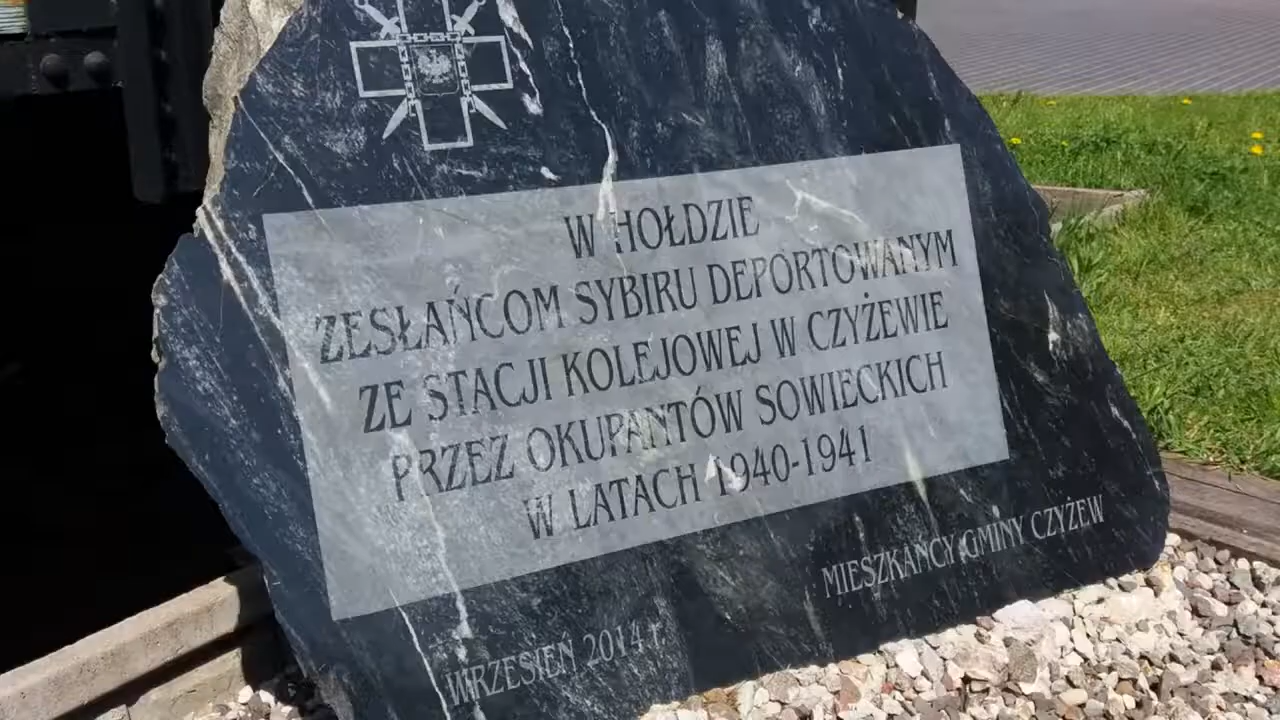 W HOŁDZIE
ZESŁAŃCOM SYBIRU DEPORTOWANYM
ZE STACJI KOLEJOWEJ W CZYŻEWIE
PRZEZ OKUPANTÓW SOWIECKICH
W LATACH 1940-1941
MIESZKAŃCY GMINY CZYŻEW
WRZESIEŃ 2014 r.